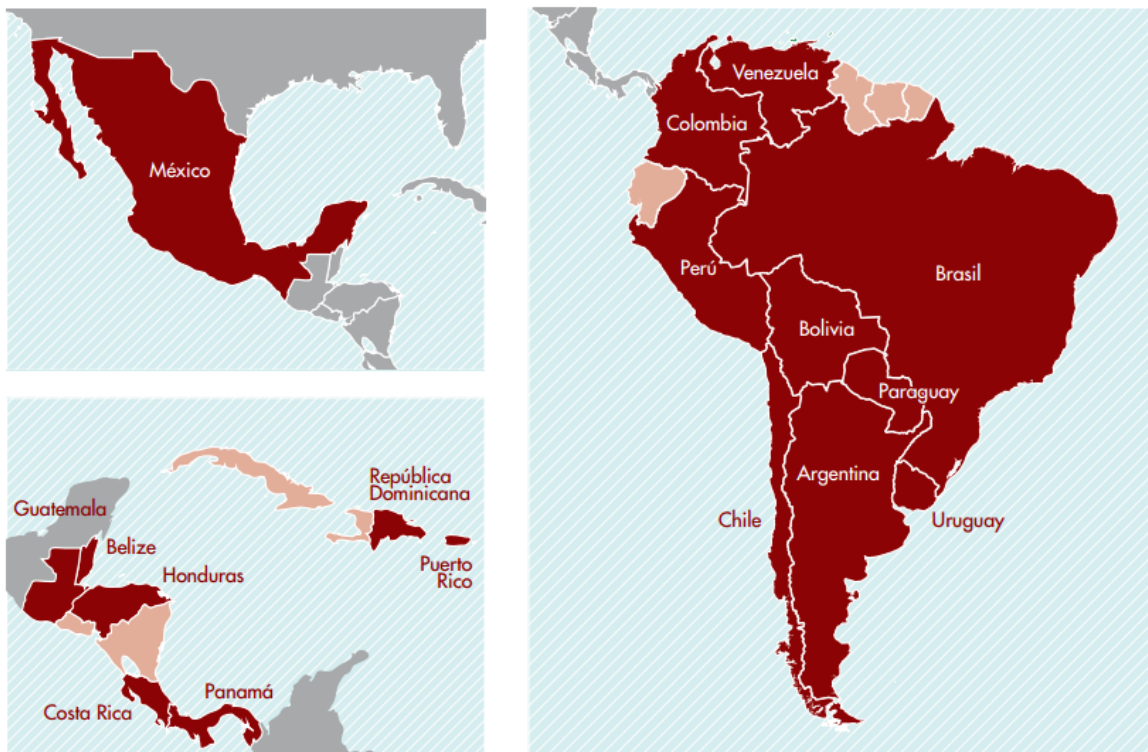 México
Guatemala
Belize
Honduras
República
Dominicana
Puerto
Rico
Panamá
Costa Rica
Venezuela
Colombia
Perú
Brasil
Bolivia
Paraguay
Argentina
Chile
Uruguay